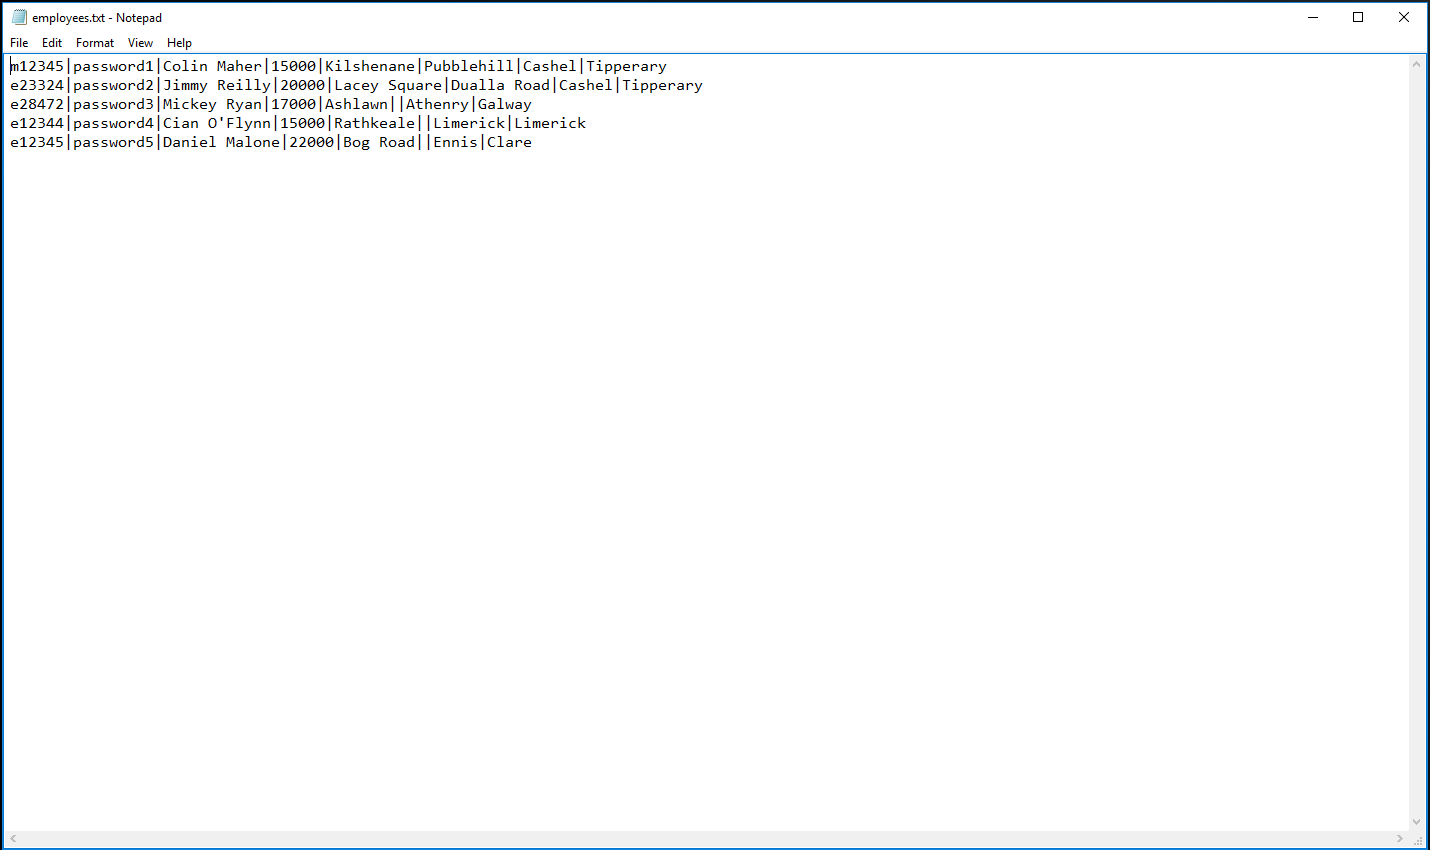 employees.txt - Notepad
File Edit Format View Help
m12345|password1|Colin Maher|15000|Kilshenane|Pubblehill|Cashel|Tipperary
e23324|password2|Jimmy Reilly|20000|Lacey Square|Dualla Road|Cashel|Tipperary
e28472|password3|Mickey Ryan|17000|Ashlawn||Athenry|Galway
e12344|password4|Cian O'Flynn|15000|Rathkeale||Limerick|Limerick
e12345|password5|Daniel Malone|22000|Bog Road||Ennis|Clare